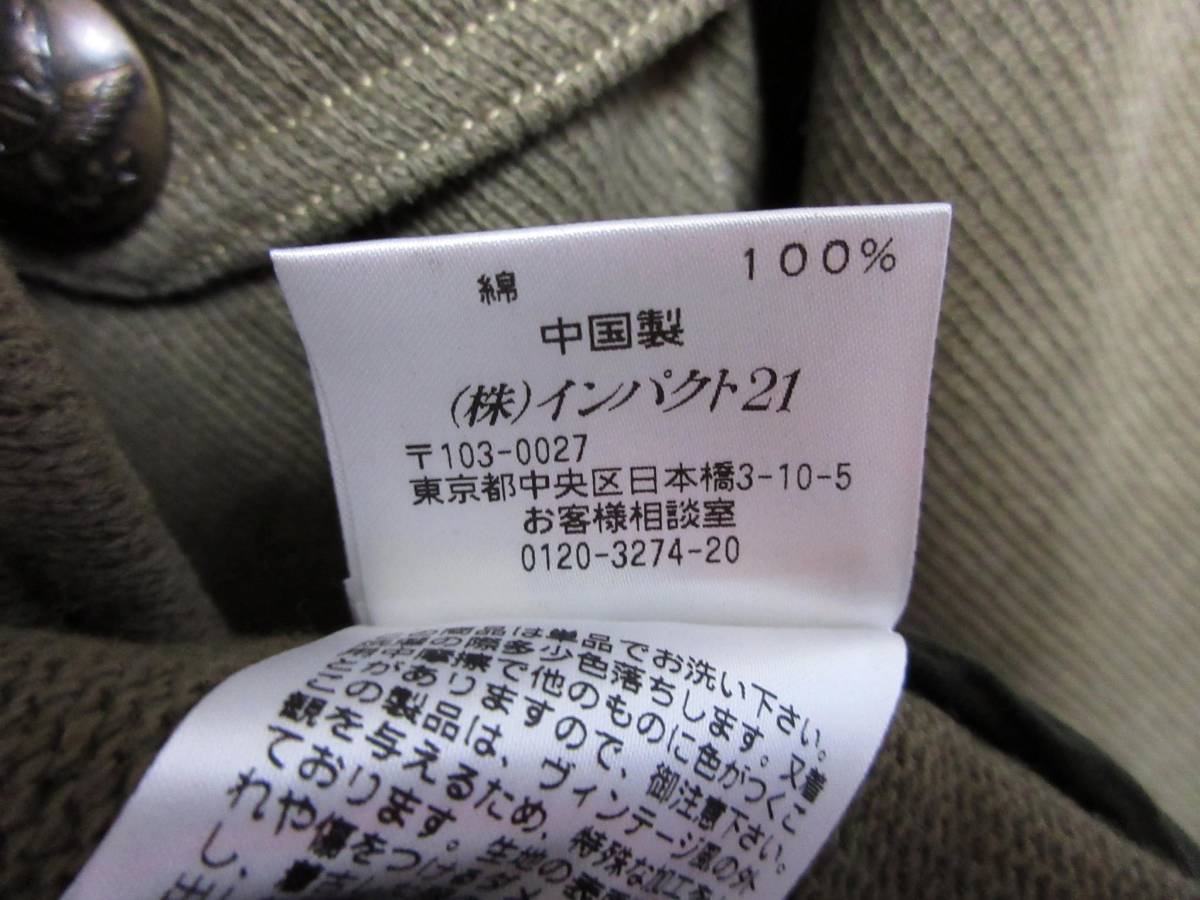 綿 100%
中国製
(株)インパクト21
〒103-0027
東京都中央区日本橋3-10-5
お客様相談室
0120-3274-20
商品は単品でお洗い下さい。
の際多少色落ちします。又着
中摩擦で他のものに色がつくこ
とがありますので、御注意下さい。
この製品は、ヴィンテージ風の外
観を与えるため、特殊な加工を
ております。生地の表
れや傷をつけ
し、